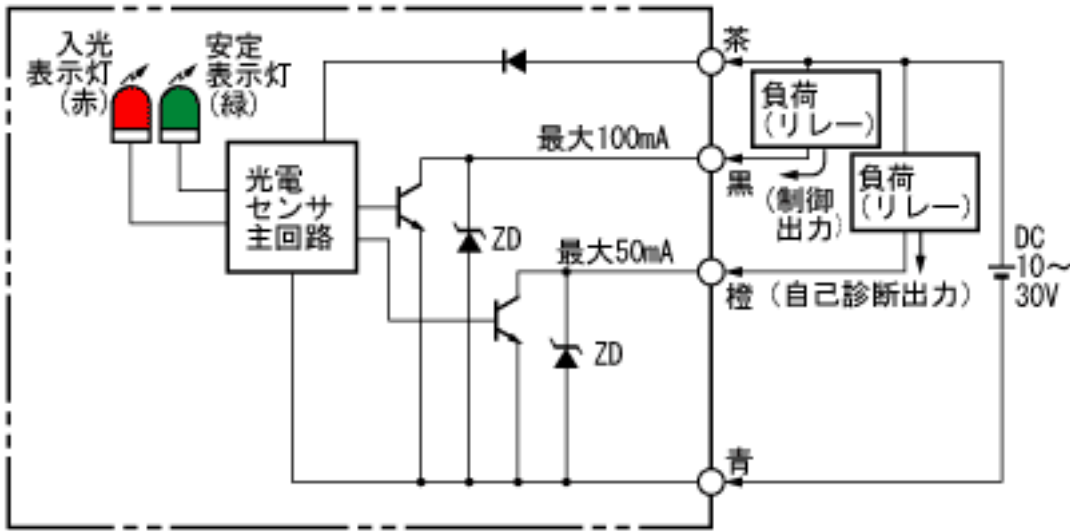 入光
表示灯
(赤)
安定
表示灯
(緑)
茶
負荷
(リレー)
最大100mA
黒
(制御
出力)
負荷
(リレー)
光電
センサ
主回路
ZD
最大50mA
橙
(自己診断出力)
DC
10～
30V
ZD
青